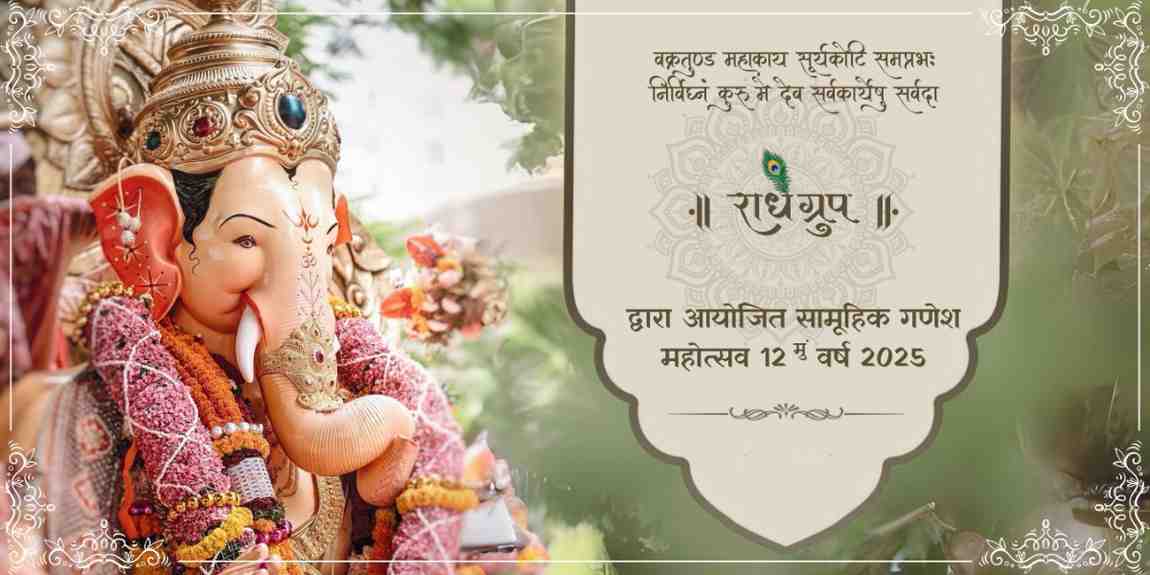 वक्रतुण्ड महाकाय सूर्यकोटि समप्रभः
निर्विघ्नं कुरु मे देव सर्वकार्येषु सर्वदा
॥ राधे ग्रुप ॥
द्वारा आयोजित सामूहिक गणेश
महोत्सव 12 मुं वर्ष 2025